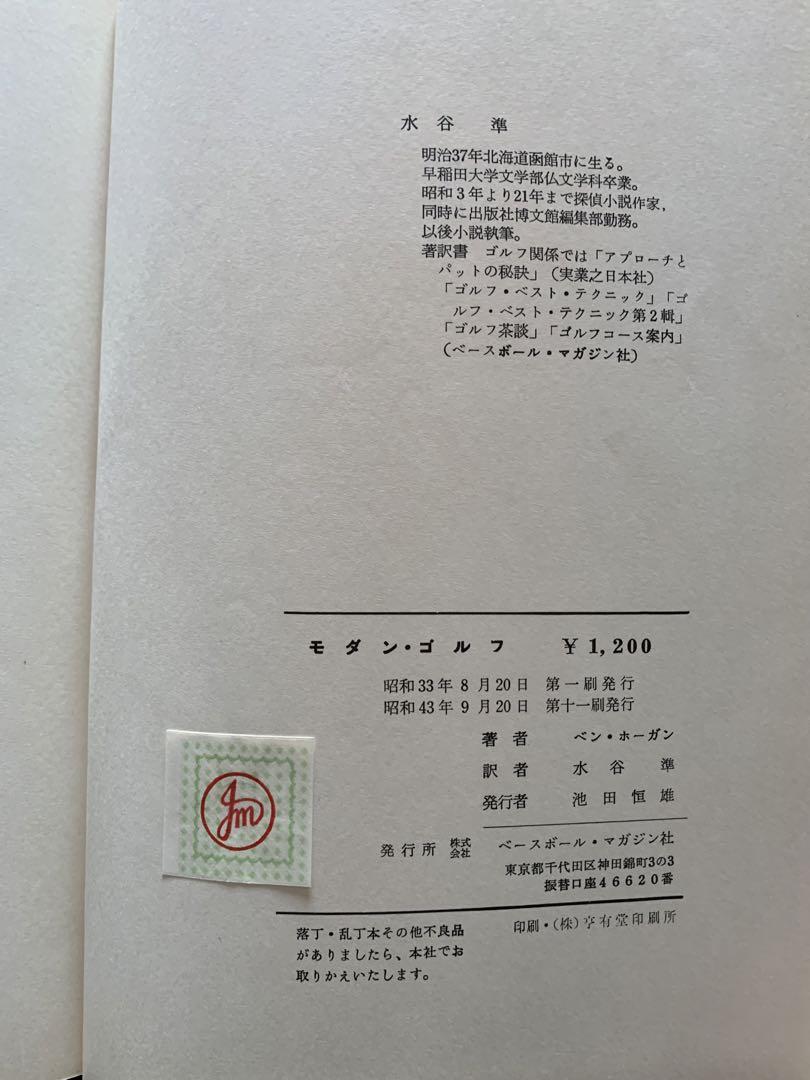 水谷 準
明治37年北海道函館市に生る。
早稲田大学文学部仏文学科卒業。
昭和3年より21年まで探偵小説作家,
同時に出版社博文館編集部勤務。
以後小説執筆。
著訳書 ゴルフ関係では「アプローチと
パットの秘訣」(実業之日本社)
「ゴルフ・ベスト・テクニック」「ゴ
ルフ・ベスト・テクニック第2輯」
「ゴルフ茶談」「ゴルフコース案内」
(ベースボール・マガジン社)
モダン・ゴルフ ¥1,200
昭和33年8月20日 第一刷発行
昭和43年9月20日 第十一刷発行
著者 ベン・ホーガン
訳者 水谷準
発行者 池田恒雄
発行所 株式会社 ベースボール・マガジン社
東京都千代田区神田錦町3の3
振替口座46620番
印刷・(株)亨有堂印刷所
落丁・乱丁本その他不良品
がありましたら、本社でお
取りかえいたします。
Jm